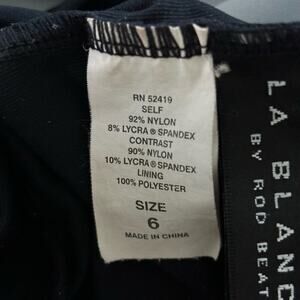 RN 52419
SELF
92% NYLON
8% LYCRA® SPANDEX
CONTRAST
90% NYLON
10% LYCRA® SPANDEX
LINING
100% POLYESTER
SIZE
6
MADE IN CHINA
LA BLANC
BY ROD BEAT